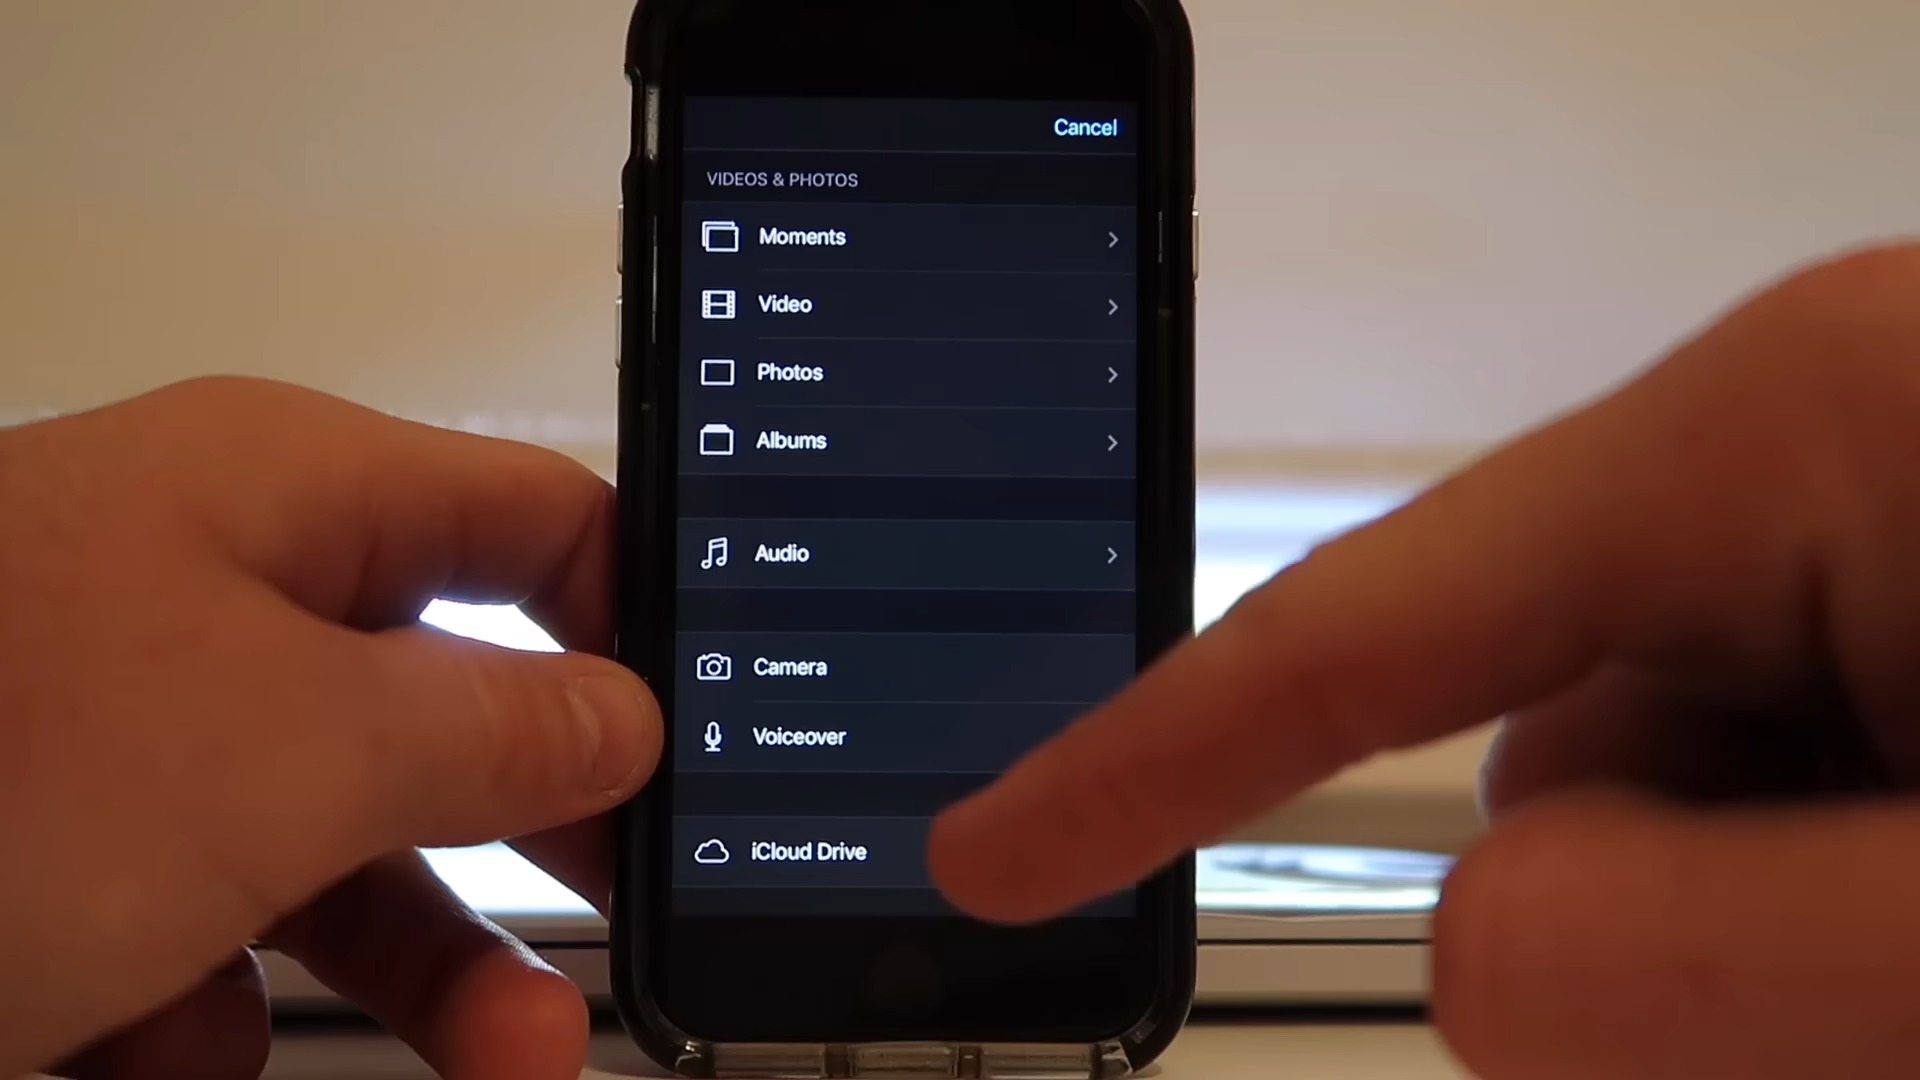 Cancel
VIDEOS & PHOTOS
Moments
Video
Photos
Albums
Audio
Camera
Voiceover
iCloud Drive